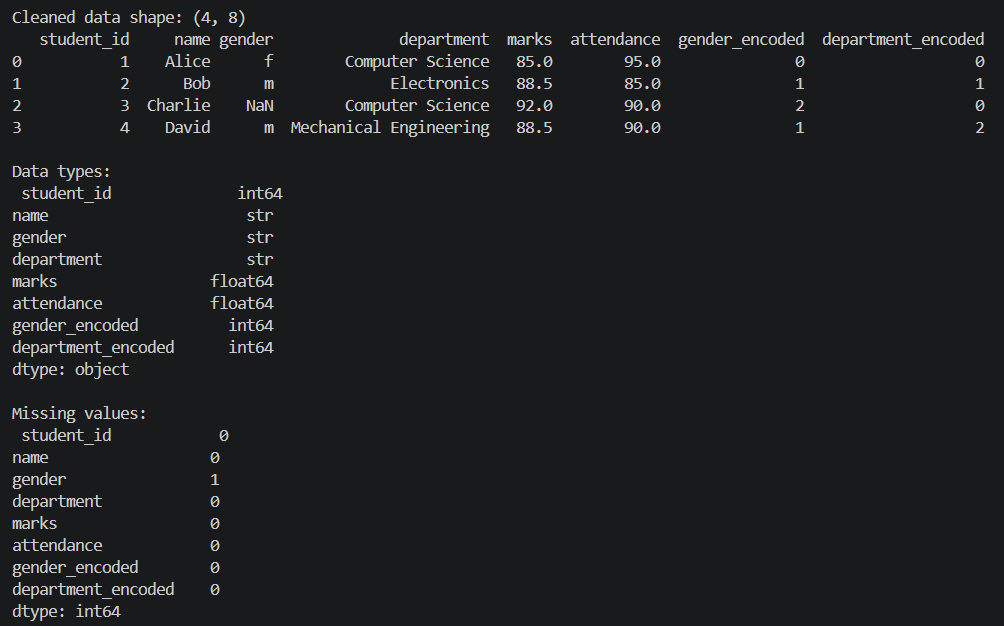 Cleaned data shape: (4, 8)
   student_id     name gender              department  marks  attendance  gender_encoded  department_encoded
0           1    Alice      f        Computer Science   85.0        95.0               0                   0
1           2      Bob      m             Electronics   88.5        85.0               1                   1
2           3  Charlie    NaN        Computer Science   92.0        90.0               2                   0
3           4    David      m  Mechanical Engineering   88.5        90.0               1                   2

Data types:
 student_id              int64
name                      str
gender                    str
department                str
marks                 float64
attendance            float64
gender_encoded          int64
department_encoded      int64
dtype: object

Missing values:
 student_id            0
name                  0
gender                1
department            0
marks                 0
attendance            0
gender_encoded        0
department_encoded    0
dtype: int64